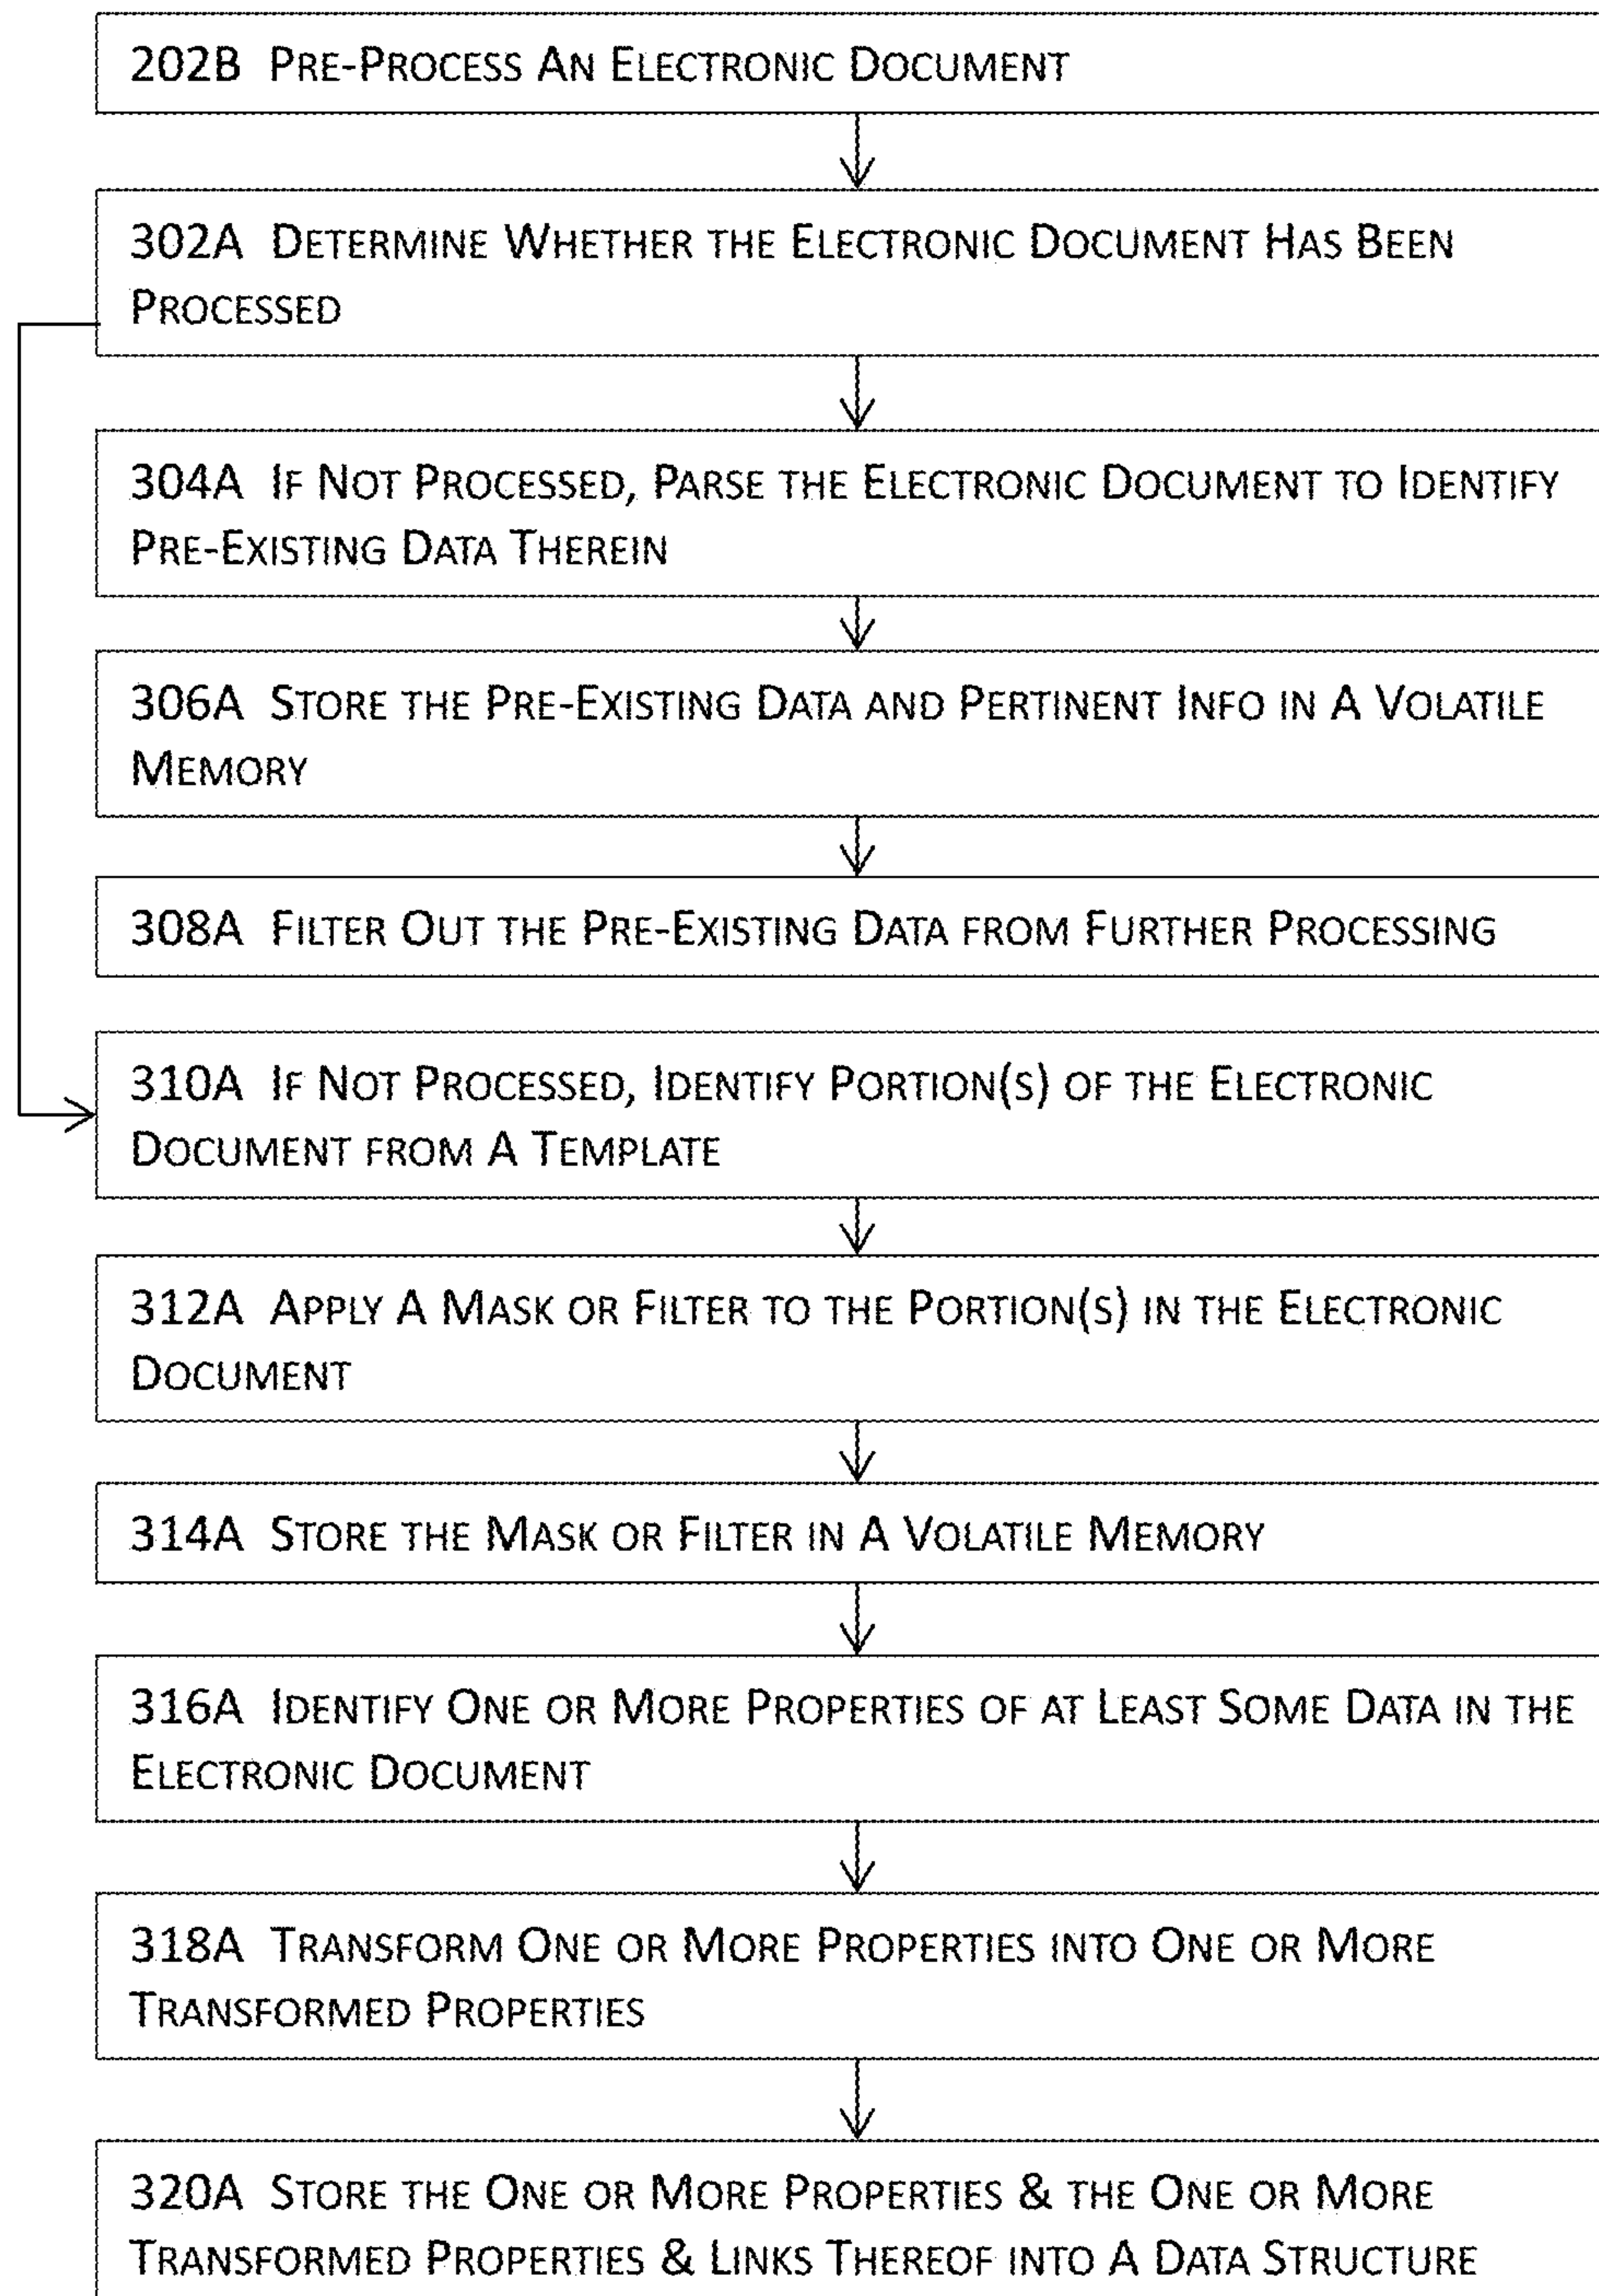 202B PRE-PROCESS AN ELECTRONIC DOCUMENT
302A DETERMINE WHETHER THE ELECTRONIC DOCUMENT HAS BEEN
PROCESSED
304A IF NOT PROCESSED, PARSE THE ELECTRONIC DOCUMENT TO IDENTIFY
PRE-EXISTING DATA THEREIN
306A STORE THE PRE-EXISTING DATA AND PERTINENT INFO IN A VOLATILE
MEMORY
308A FILTER OUT THE PRE-EXISTING DATA FROM FURTHER PROCESSING
310A IF NOT PROCESSED, IDENTIFY PORTION(S) OF THE ELECTRONIC
DOCUMENT FROM A TEMPLATE
312A APPLY A MASK OR FILTER TO THE PORTION(S) IN THE ELECTRONIC
DOCUMENT
314A STORE THE MASK OR FILTER IN A VOLATILE MEMORY
316A IDENTIFY ONE OR MORE PROPERTIES OF AT LEAST SOME DATA IN THE
ELECTRONIC DOCUMENT
318A TRANSFORM ONE OR MORE PROPERTIES INTO ONE OR MORE
TRANSFORMED PROPERTIES
320A STORE THE ONE OR MORE PROPERTIES & THE ONE OR MORE
TRANSFORMED PROPERTIES & LINKS THEREOF INTO A DATA STRUCTURE